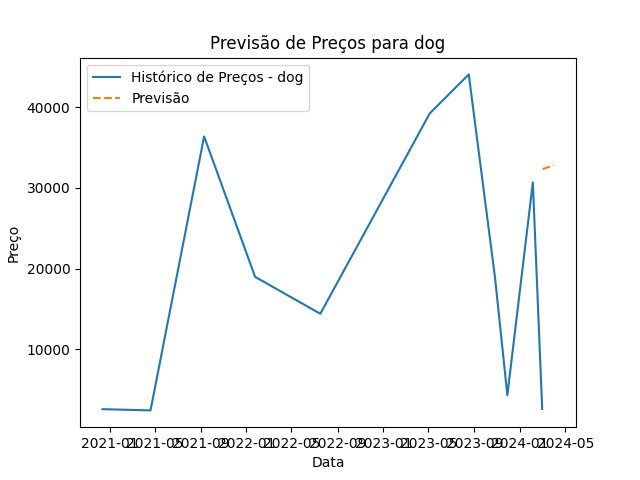 Previsão de Preços para dog
Histórico de Preços - dog
Previsão
Preço
40000
30000
20000
10000
2021-01 2021-05 2021-09 2022-01 2022-05 2022-09 2023-01 2023-05 2023-09 2024-01 2024-05
Data